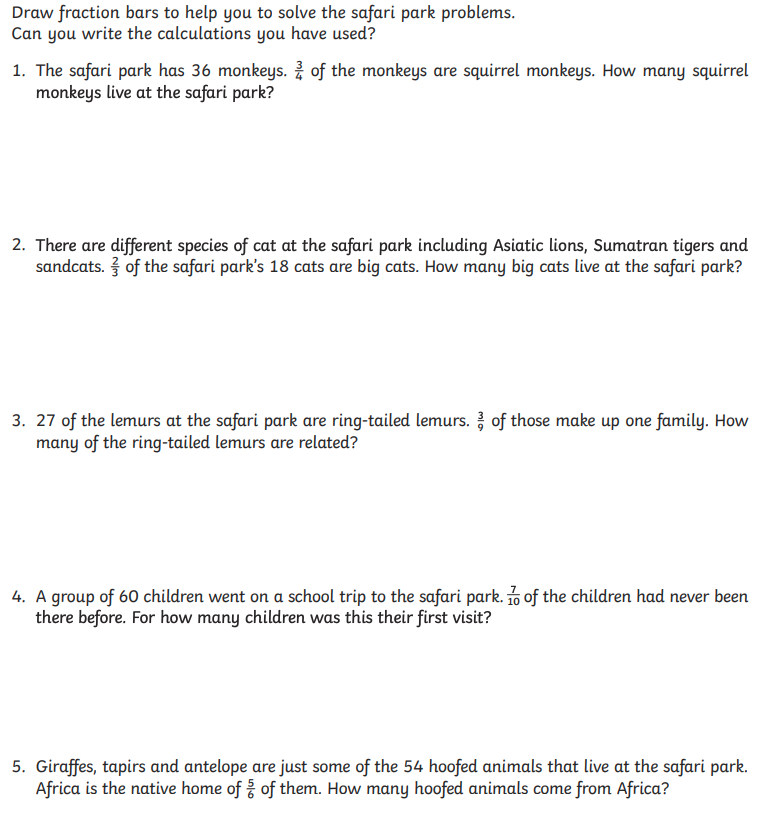 Draw fraction bars to help you to solve the safari park problems.
Can you write the calculations you have used?
1. The safari park has 36 monkeys. 3/4 of the monkeys are squirrel monkeys. How many squirrel
monkeys live at the safari park?
2. There are different species of cat at the safari park including Asiatic lions, Sumatran tigers and
sandcats. 2/3 of the safari park's 18 cats are big cats. How many big cats live at the safari park?
3. 27 of the lemurs at the safari park are ring-tailed lemurs. 3/9 of those make up one family. How
many of the ring-tailed lemurs are related?
4. A group of 60 children went on a school trip to the safari park. 7/10 of the children had never been
there before. For how many children was this their first visit?
5. Giraffes, tapirs and antelope are just some of the 54 hoofed animals that live at the safari park.
Africa is the native home of 5/6 of them. How many hoofed animals come from Africa?